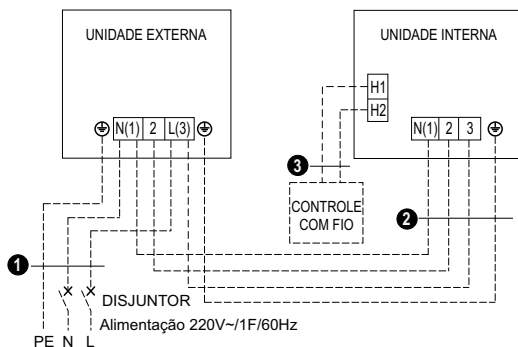 UNIDADE EXTERNA
UNIDADE INTERNA
H1
H2
N(1) 2 L(3)
N(1) 2 3
3
CONTROLE
COM FIO
2
1
DISJUNTOR
Alimentação 220V~/1F/60Hz
PE N L